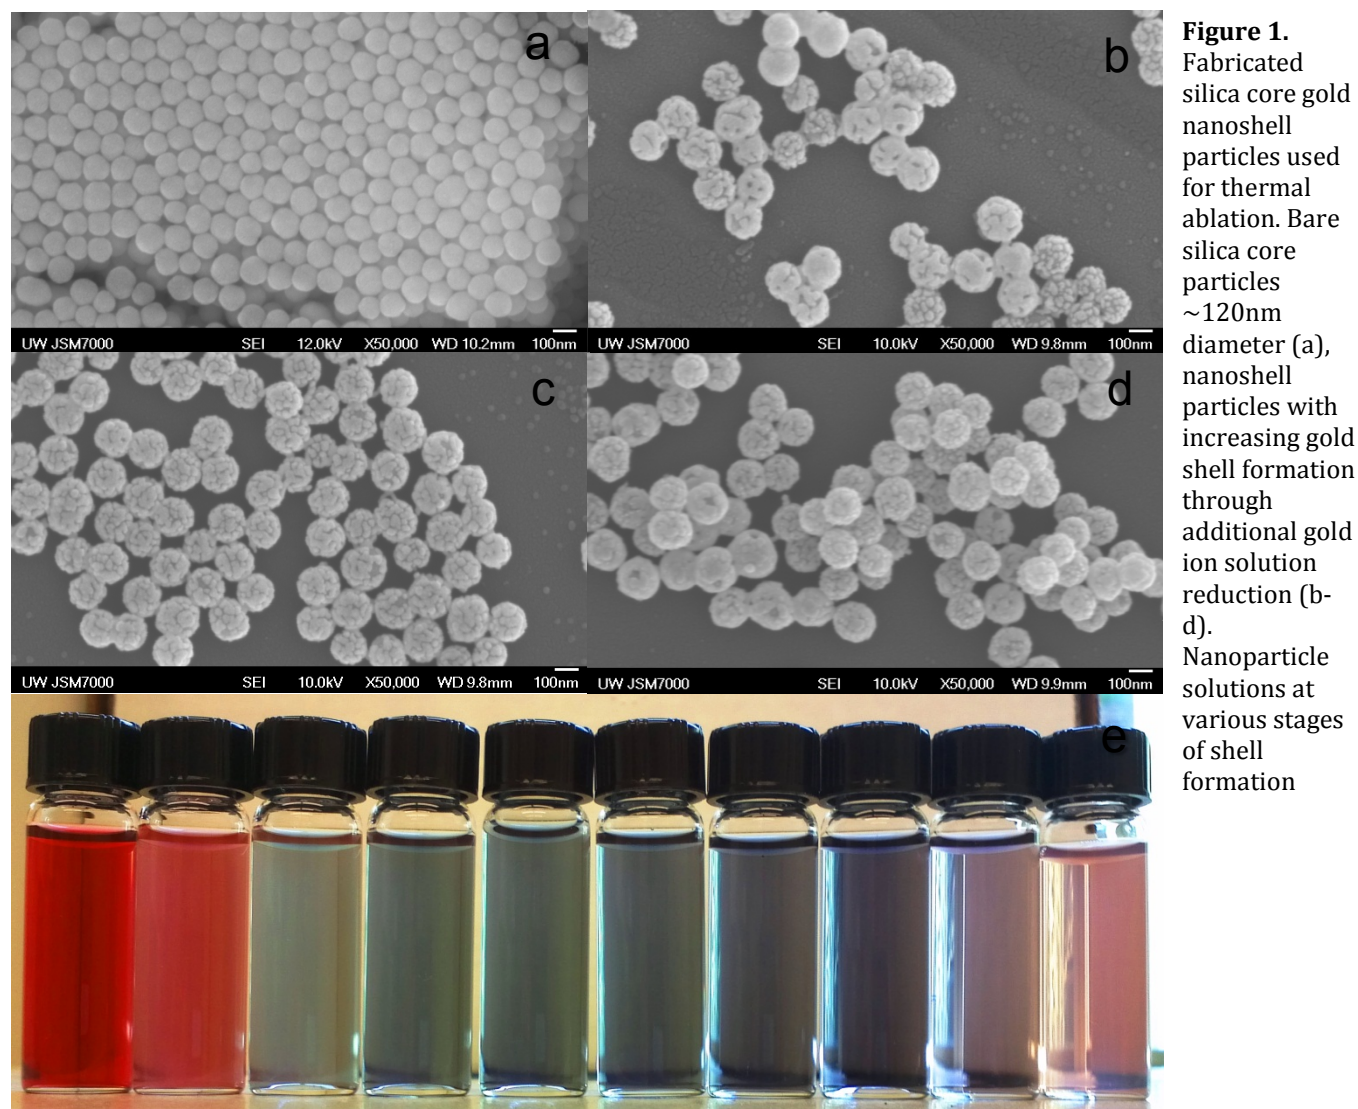 a
UW JSM7000 SEI 12.0kV X50,000 WD 10.2mm 100nm
b
UW JSM7000 SEI 10.0kV X50,000 WD 9.8mm 100nm
c
UW JSM7000 SEI 10.0kV X50,000 WD 9.8mm 100nm
d
UW JSM7000 SEI 10.0kV X50,000 WD 9.9mm 100nm
e
Figure 1.
Fabricated
silica core gold
nanoshell
particles used
for thermal
ablation. Bare
silica core
particles
~120nm
diameter (a),
nanoshell
particles with
increasing gold
shell formation
through
additional gold
ion solution
reduction (b-
d).
Nanoparticle
solutions at
various stages
of shell
formation